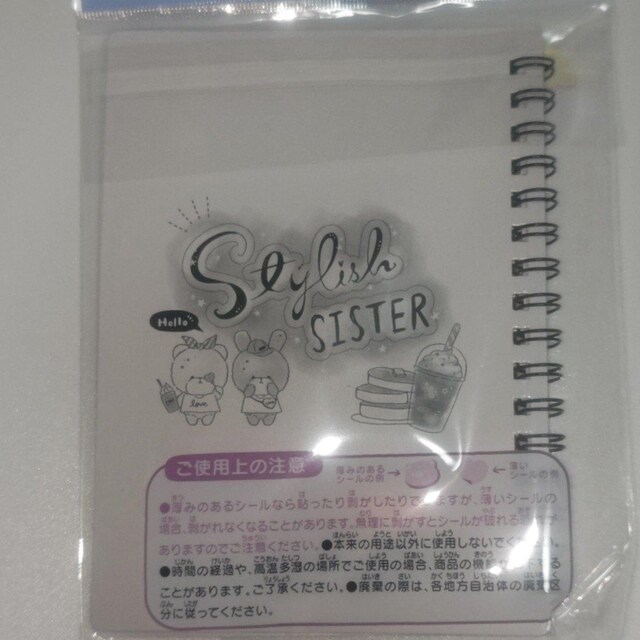 Stylish
SISTER
Hello
ご使用上の注意
厚みのある
シールの例
薄い
シールの例
●厚みのあるシールなら貼ったり剥がしたりできますが、薄いシールの
場合、剥がれなくなることがあります。無理に剥がすとシールが破れる
ありますのでご注意ください。●本来の用途以外に使用しないでく
●時間の経過や、高温多湿の場所でご使用の場合、商品の機
ことがあります。ご了承ください。●廃棄の際は、各地方自治体の廃棄区
分に従ってください。